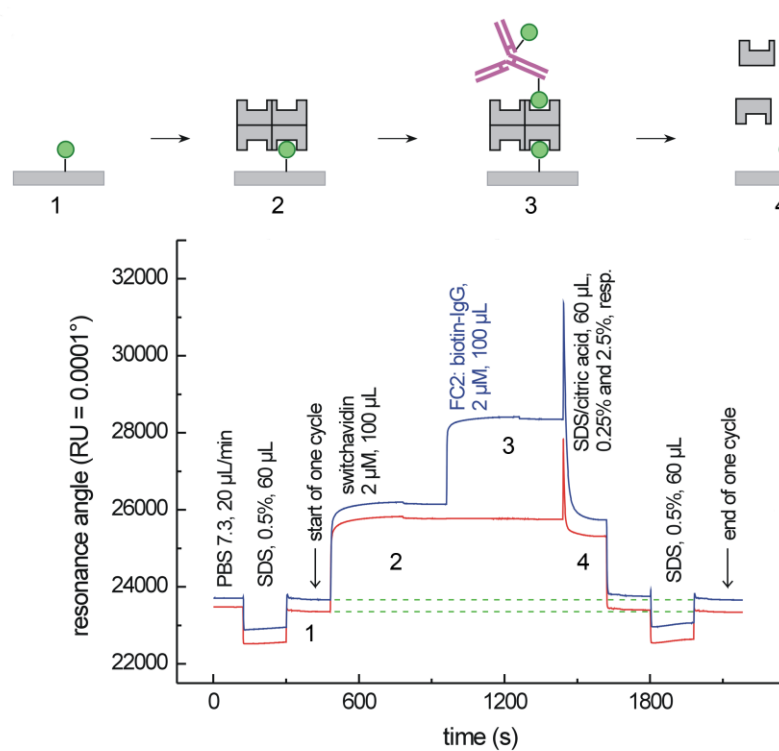 1
2
3
4
resonance angle (RU = 0.0001°)
32000
30000
28000
26000
24000
22000
PBS 7.3, 20 µL/min
SDS, 0.5%, 60 µL
start of one cycle
switchavidin
2 µM, 100 µL
FC2: biotin-IgG,
2 µM, 100 µL
SDS/citric acid, 60 µL,
0.25% and 2.5%, resp.
SDS, 0.5%, 60 µL
end of one cycle
1
2
3
4
0
600
1200
1800
time (s)